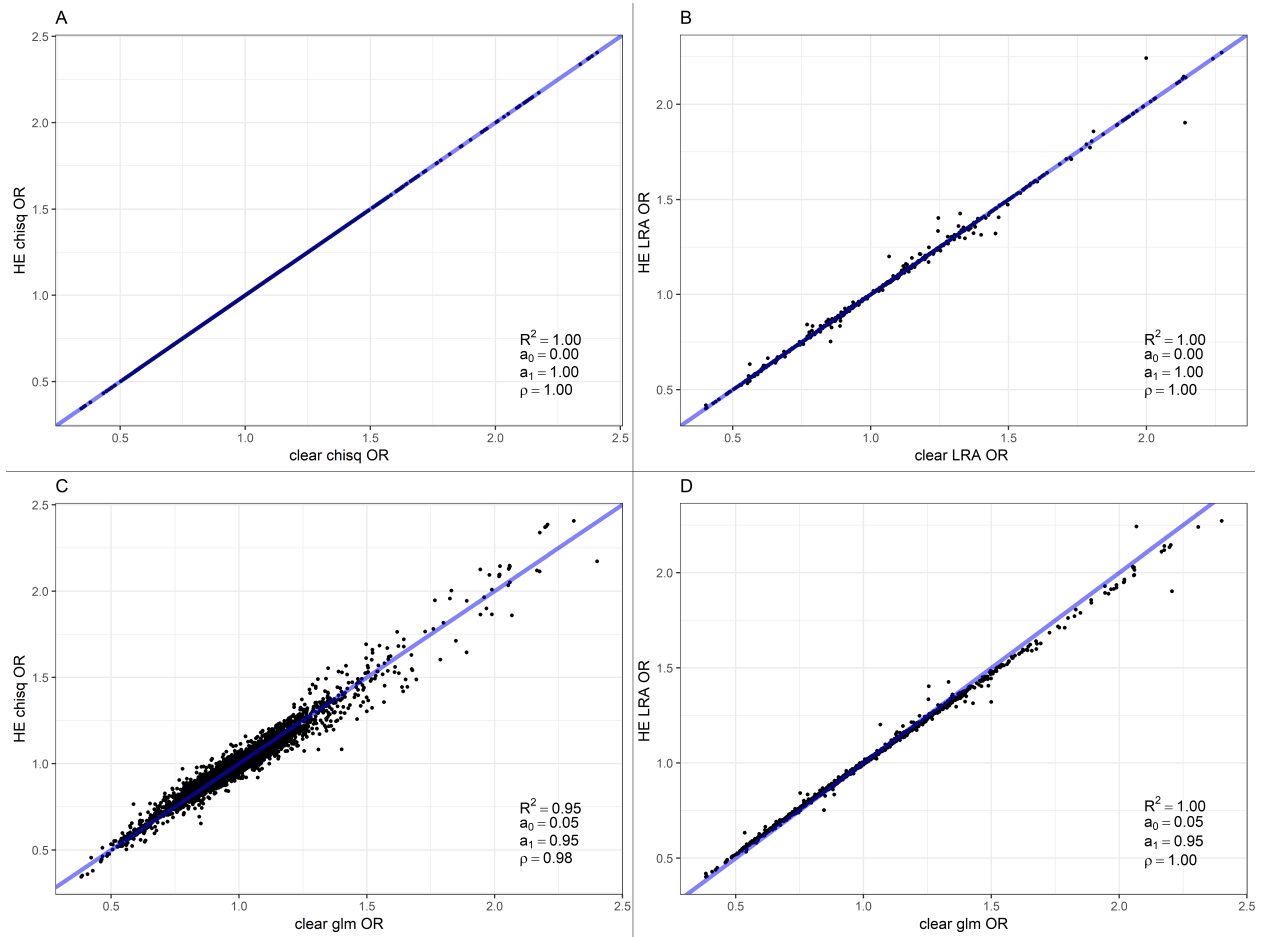 A
HE chisq OR
2.5
2.0
1.5
1.0
0.5
R² = 1.00
a₀ = 0.00
a₁ = 1.00
ρ = 1.00
0.5 1.0 1.5 2.0 2.5
clear chisq OR
B
HE LRA OR
2.0
1.5
1.0
0.5
R² = 1.00
a₀ = 0.00
a₁ = 1.00
ρ = 1.00
0.5 1.0 1.5 2.0
clear LRA OR
C
HE chisq OR
2.5
2.0
1.5
1.0
0.5
R² = 0.95
a₀ = 0.05
a₁ = 0.95
ρ = 0.98
0.5 1.0 1.5 2.0 2.5
clear glm OR
D
HE LRA OR
2.0
1.5
1.0
0.5
R² = 1.00
a₀ = 0.05
a₁ = 0.95
ρ = 1.00
0.5 1.0 1.5 2.0 2.5
clear glm OR